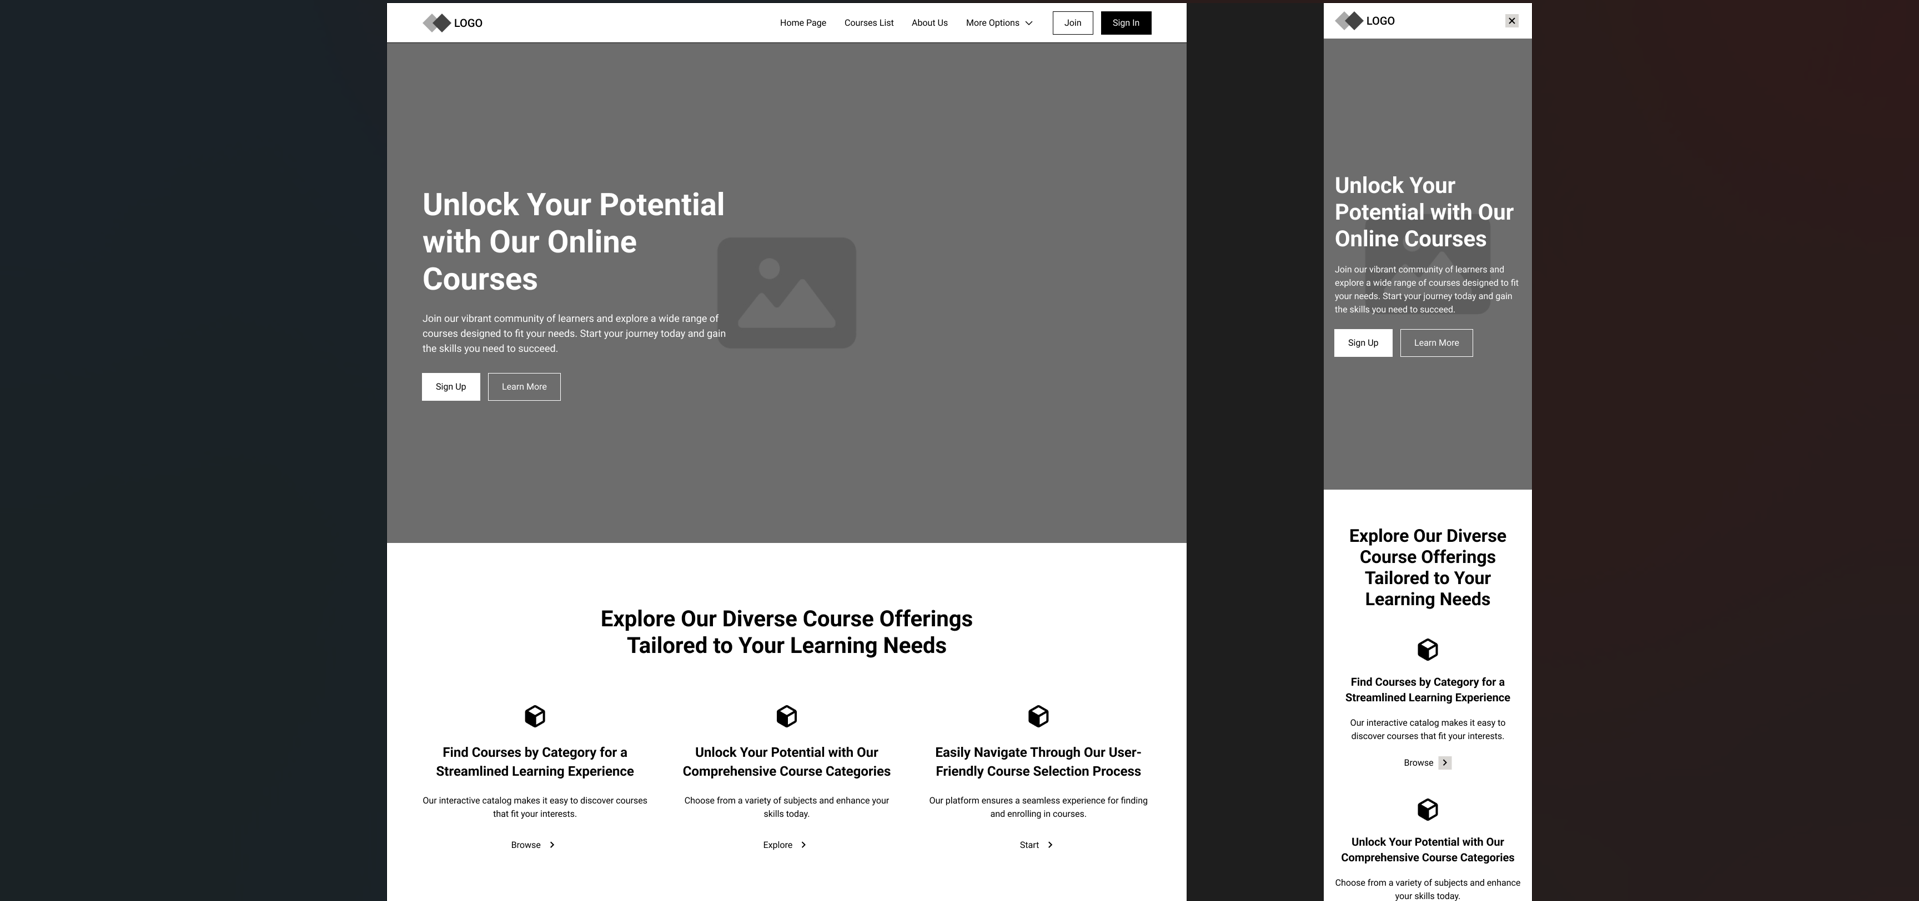 LOGO
Home Page
Courses List
About Us
More Options
Join
Sign In
Unlock Your Potential
with Our Online
Courses
Join our vibrant community of learners and explore a wide range of
courses designed to fit your needs. Start your journey today and gain
the skills you need to succeed.
Sign Up
Learn More
Explore Our Diverse Course Offerings
Tailored to Your Learning Needs
Find Courses by Category for a
Streamlined Learning Experience
Our interactive catalog makes it easy to discover courses
that fit your interests.
Browse
Unlock Your Potential with Our
Comprehensive Course Categories
Choose from a variety of subjects and enhance your
skills today.
Explore
Easily Navigate Through Our User-
Friendly Course Selection Process
Our platform ensures a seamless experience for finding
and enrolling in courses.
Start
LOGO
Unlock Your
Potential with Our
Online Courses
Join our vibrant community of learners and
explore a wide range of courses designed to fit
your needs. Start your journey today and gain
the skills you need to succeed.
Sign Up
Learn More
Explore Our Diverse
Course Offerings
Tailored to Your
Learning Needs
Find Courses by Category for a
Streamlined Learning Experience
Our interactive catalog makes it easy to
discover courses that fit your interests.
Browse
Unlock Your Potential with Our
Comprehensive Course Categories
Choose from a variety of subjects and enhance
your skills today.